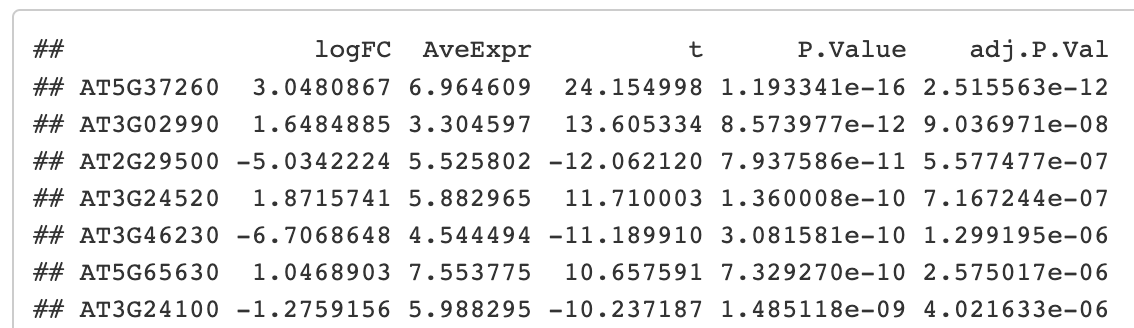 ##                logFC  AveExpr          t      P.Value    adj.P.Val
## AT5G37260  3.0480867 6.964609  24.154998 1.193341e-16 2.515563e-12
## AT3G02990  1.6484885 3.304597  13.605334 8.573977e-12 9.036971e-08
## AT2G29500 -5.0342224 5.525802 -12.062120 7.937586e-11 5.577477e-07
## AT3G24520  1.8715741 5.882965  11.710003 1.360008e-10 7.167244e-07
## AT3G46230 -6.7068648 4.544494 -11.189910 3.081581e-10 1.299195e-06
## AT5G65630  1.0468903 7.553775  10.657591 7.329270e-10 2.575017e-06
## AT3G24100 -1.2759156 5.988295 -10.237187 1.485118e-09 4.021633e-06